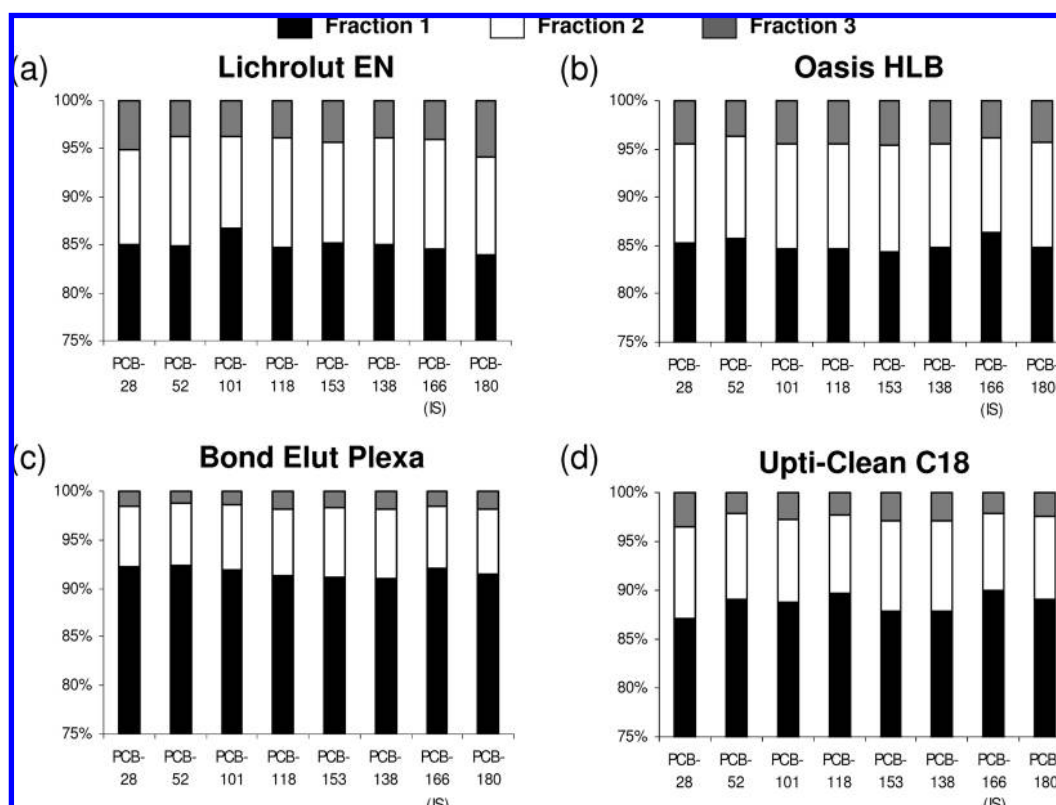 Fraction 1 Fraction 2 Fraction 3
(a) Lichrolut EN
100%
95%
90%
85%
80%
75%
PCB- PCB- PCB- PCB- PCB- PCB- PCB- PCB-
28 52 101 118 153 138 166 180
(IS)
(b) Oasis HLB
100%
95%
90%
85%
80%
75%
PCB- PCB- PCB- PCB- PCB- PCB- PCB- PCB-
28 52 101 118 153 138 166 180
(IS)
(c) Bond Elut Plexa
100%
95%
90%
85%
80%
75%
PCB- PCB- PCB- PCB- PCB- PCB- PCB- PCB-
28 52 101 118 153 138 166 180
(IS)
(d) Upti-Clean C18
100%
95%
90%
85%
80%
75%
PCB- PCB- PCB- PCB- PCB- PCB- PCB- PCB-
28 52 101 118 153 138 166 180
(IS)